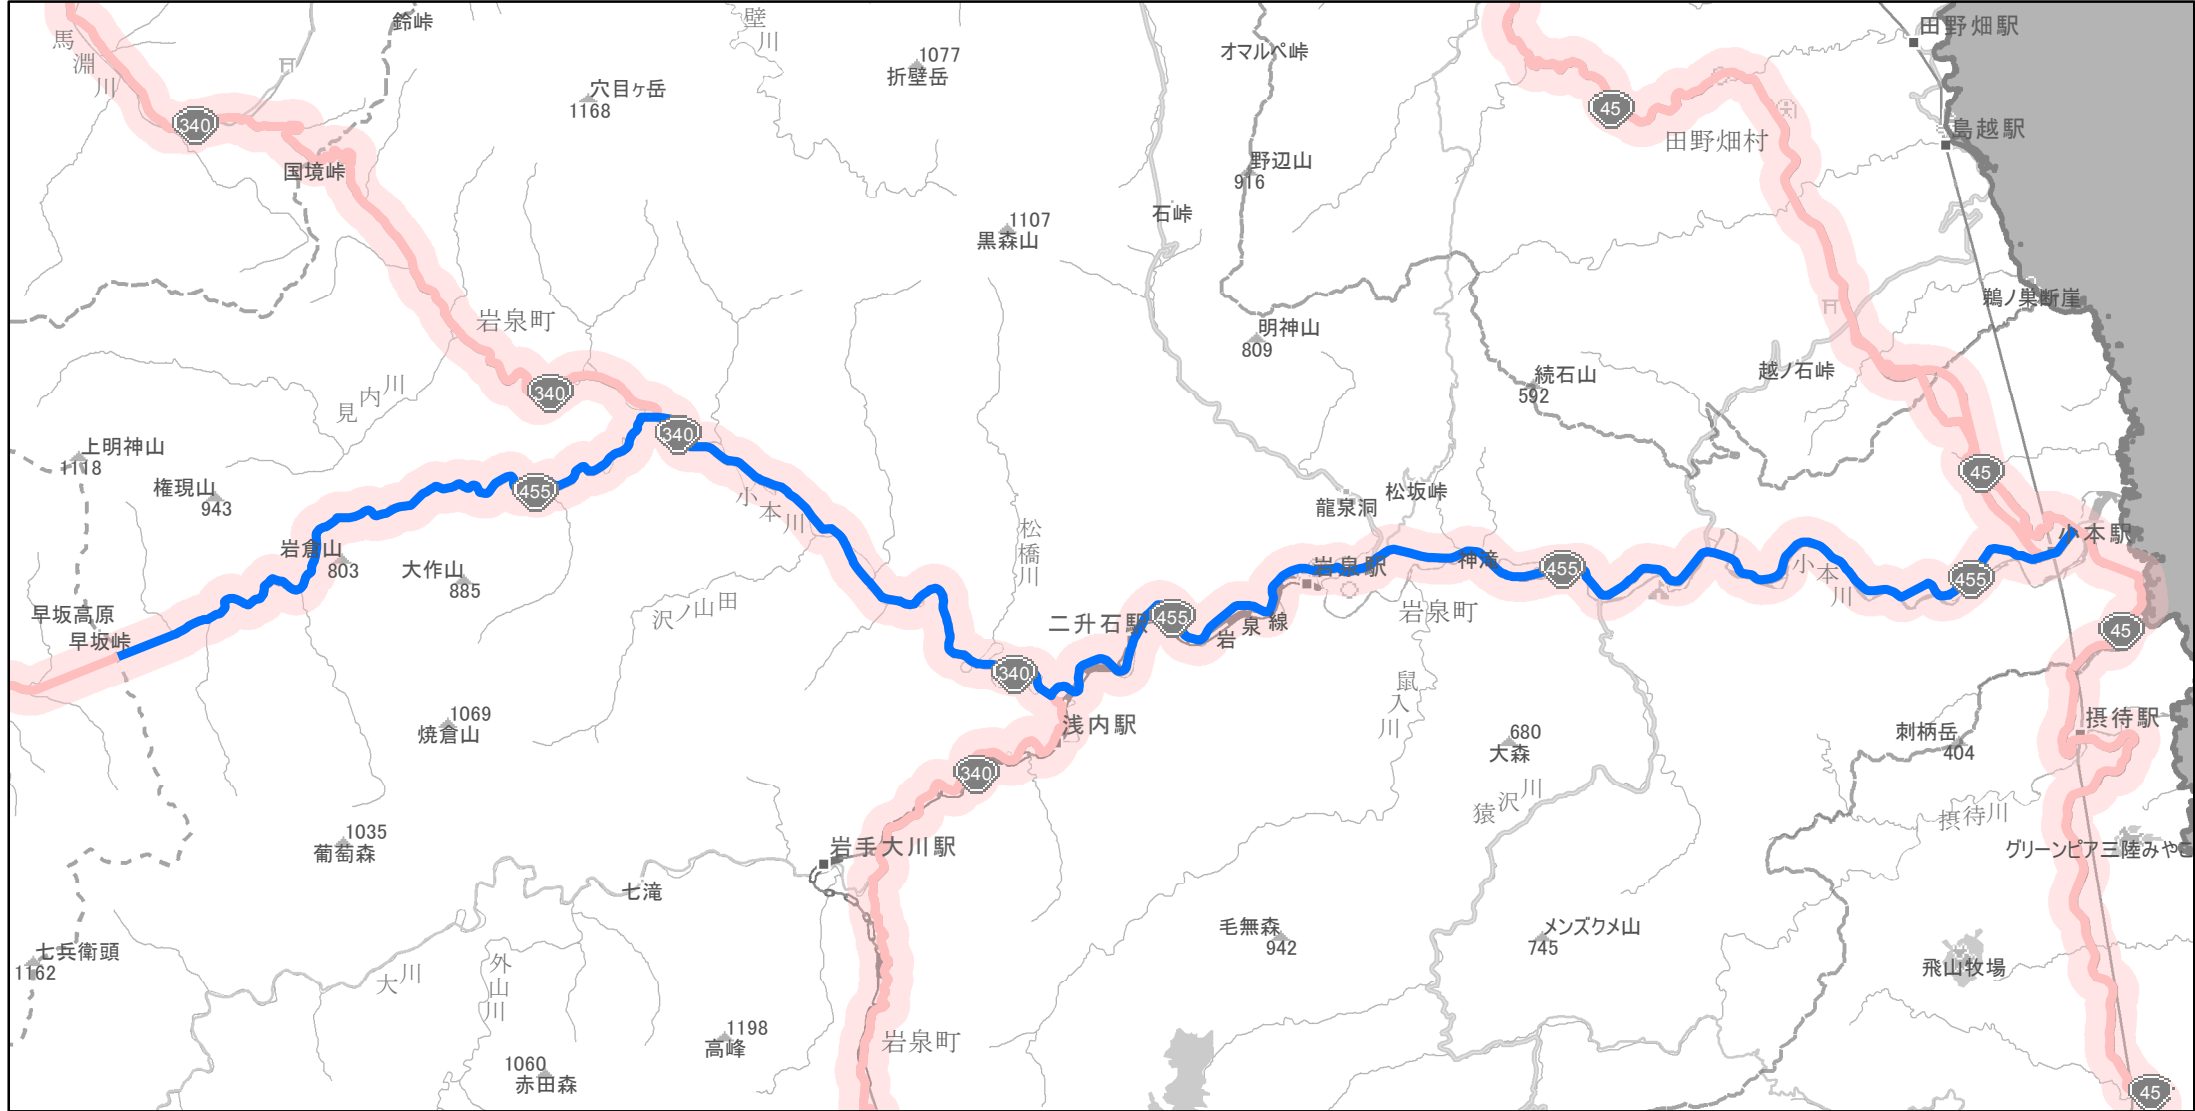 鈴峠
馬淵川
340
国境峠
穴目ヶ岳
1168
壁川
1077
折壁岳
オマルペ峠
野辺山
916
石峠
1107
黒森山
45
田野畑村
田野畑駅
島越駅
鵜ノ巣断崖
岩泉町
見内川
340
明神山
809
続石山
592
越ノ石峠
上明神山
1118
権現山
943
340
455
小本川
松橋川
龍泉洞
松坂峠
45
小本駅
岩倉山
803
大作山
885
岩泉駅
神滝
455
小本川
455
早坂高原
早坂峠
沢ノ山田
二升石駅
455
岩泉線
岩泉町
45
340
鼠入川
1069
焼倉山
浅内駅
680
大森
刺柄岳
404
摂待駅
340
猿沢川
摂待川
1035
葡萄森
岩手大川駅
グリーンピア三陸みやこ
七滝
七兵衛頭
1162
大川
外山川
毛無森
942
メンズクメ山
745
飛山牧場
1198
高峰
岩泉町
1060
赤田森
45